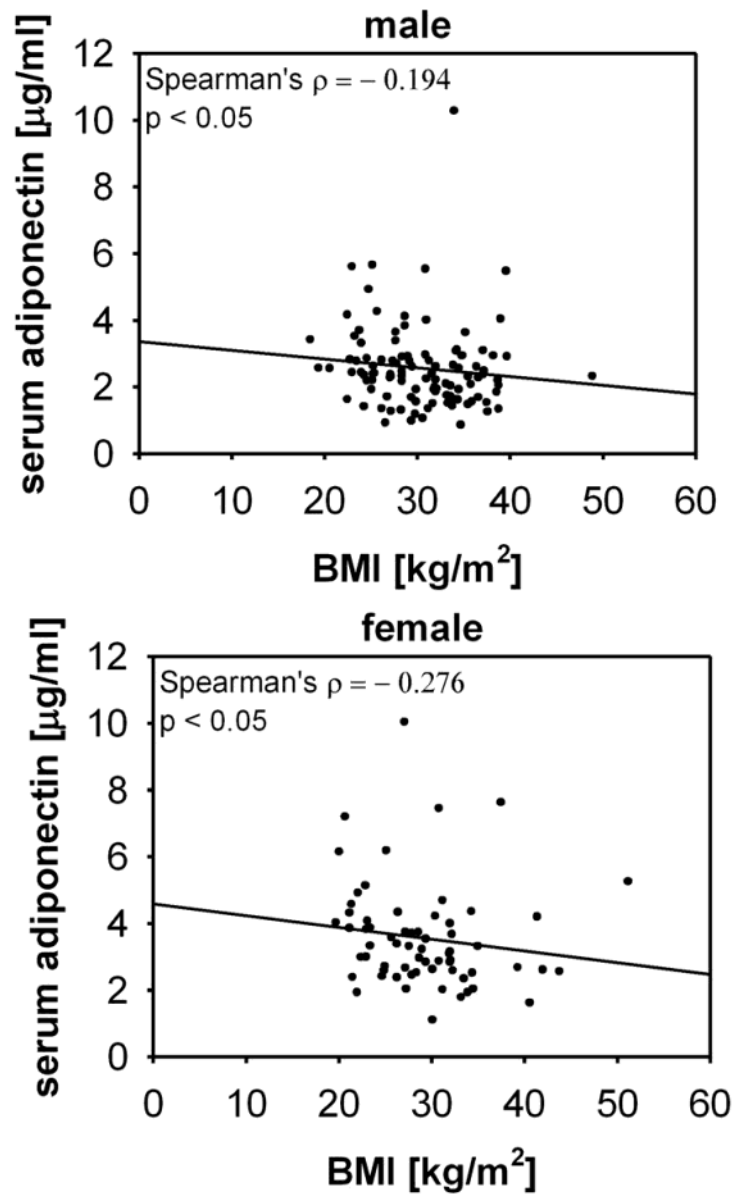 male
serum adiponectin [µg/ml]
12
10
8
6
4
2
0
Spearman's ρ = – 0.194
p < 0.05
0 10 20 30 40 50 60
BMI [kg/m²]
female
serum adiponectin [µg/ml]
12
10
8
6
4
2
0
Spearman's ρ = – 0.276
p < 0.05
0 10 20 30 40 50 60
BMI [kg/m²]